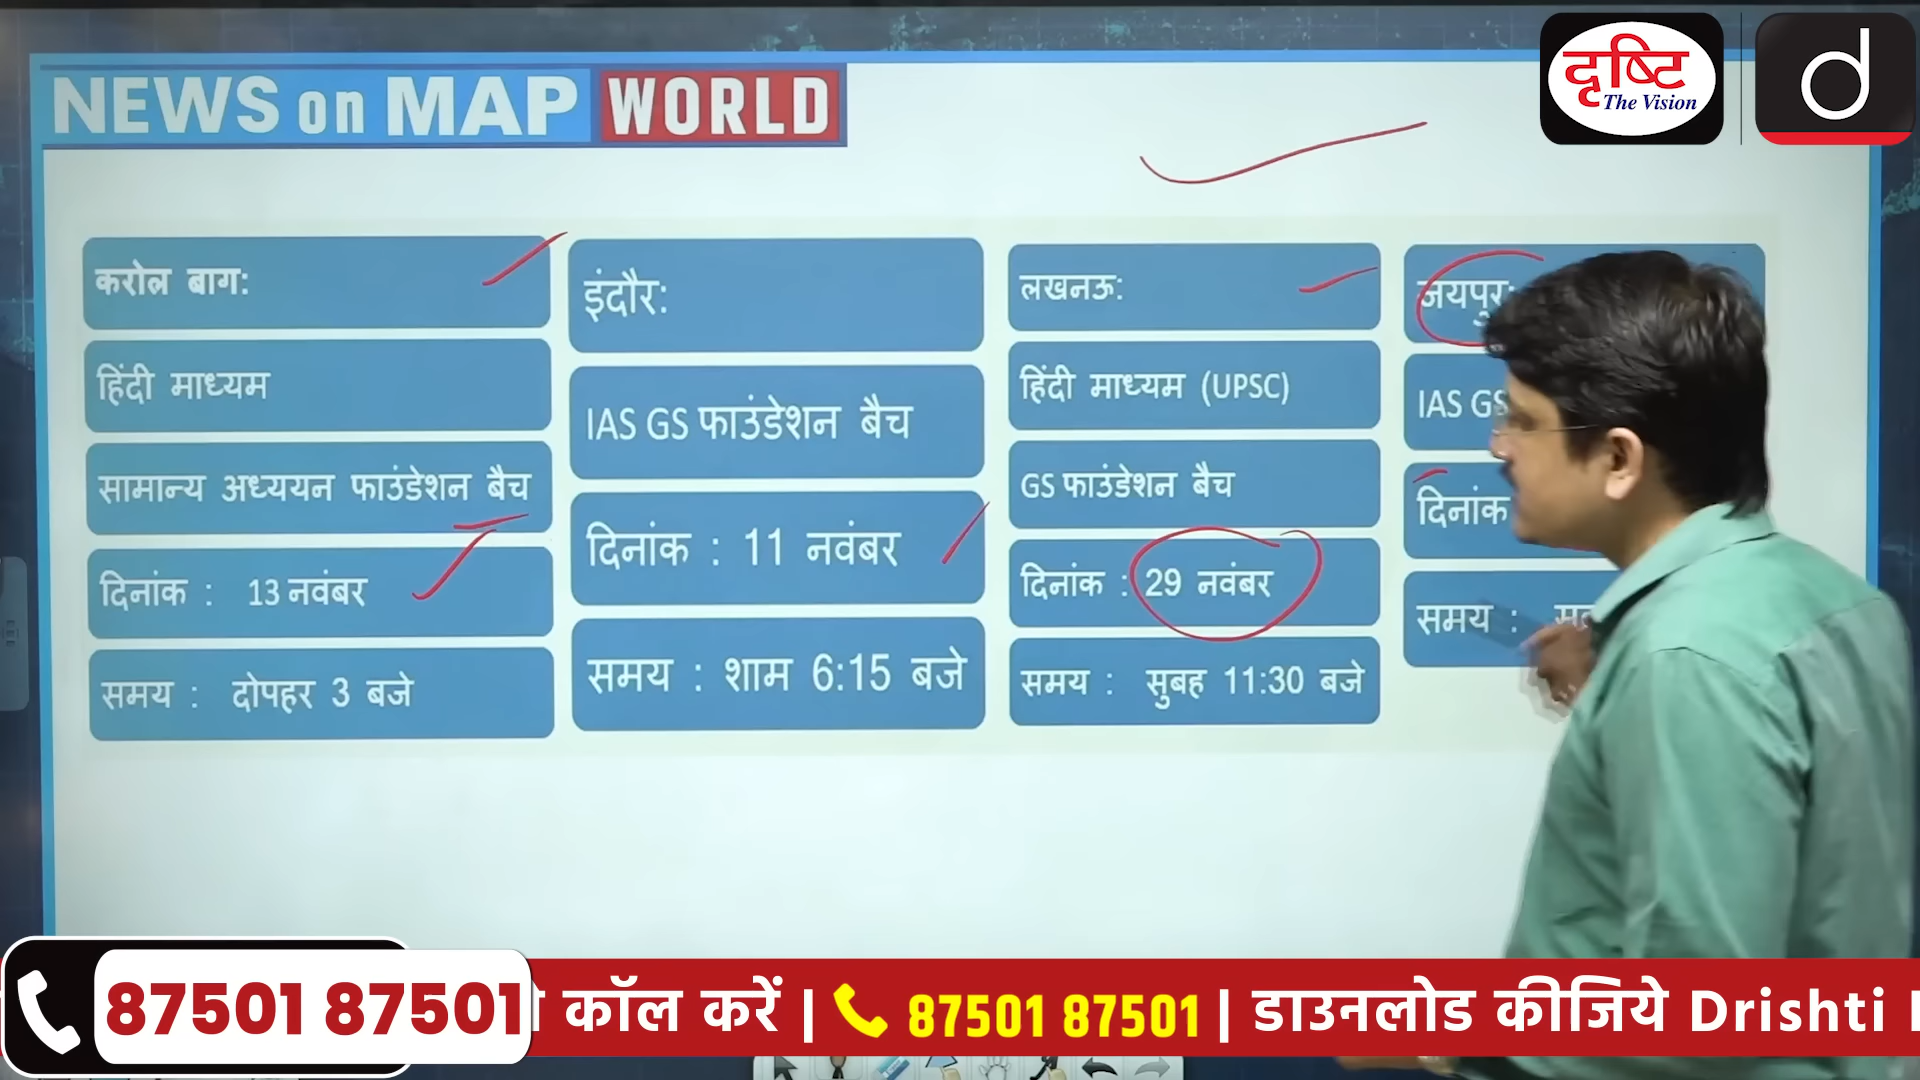 NEWS on MAP WORLD
दृष्टि
The Vision
d
करोल बाग:
हिंदी माध्यम
सामान्य अध्ययन फाउंडेशन बैच
दिनांक : 13 नवंबर
समय : दोपहर 3 बजे
इंदौर:
IAS GS फाउंडेशन बैच
दिनांक : 11 नवंबर
समय : शाम 6:15 बजे
लखनऊ:
हिंदी माध्यम (UPSC)
GS फाउंडेशन बैच
दिनांक : 29 नवंबर
समय : सुबह 11:30 बजे
जयपुर:
IAS GS
दिनांक
समय :
87501 87501
कॉल करें | 87501 87501 | डाउनलोड कीजिये Drishti